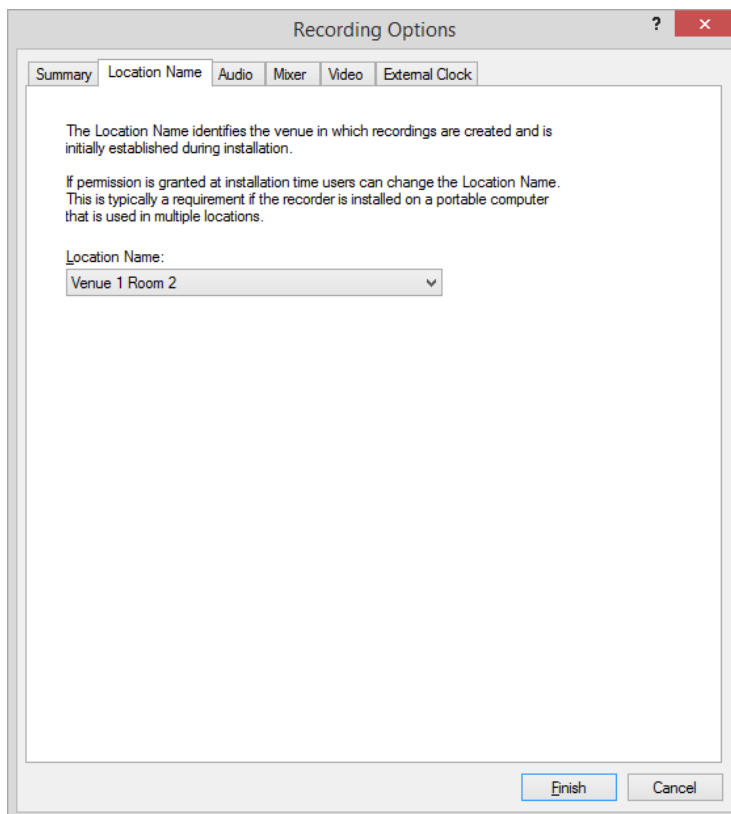 Recording Options
?
Summary Location Name Audio Mixer Video External Clock
The Location Name identifies the venue in which recordings are created and is
initially established during installation.
If permission is granted at installation time users can change the Location Name.
This is typically a requirement if the recorder is installed on a portable computer
that is used in multiple locations.
Location Name:
Venue 1 Room 2
Finish Cancel